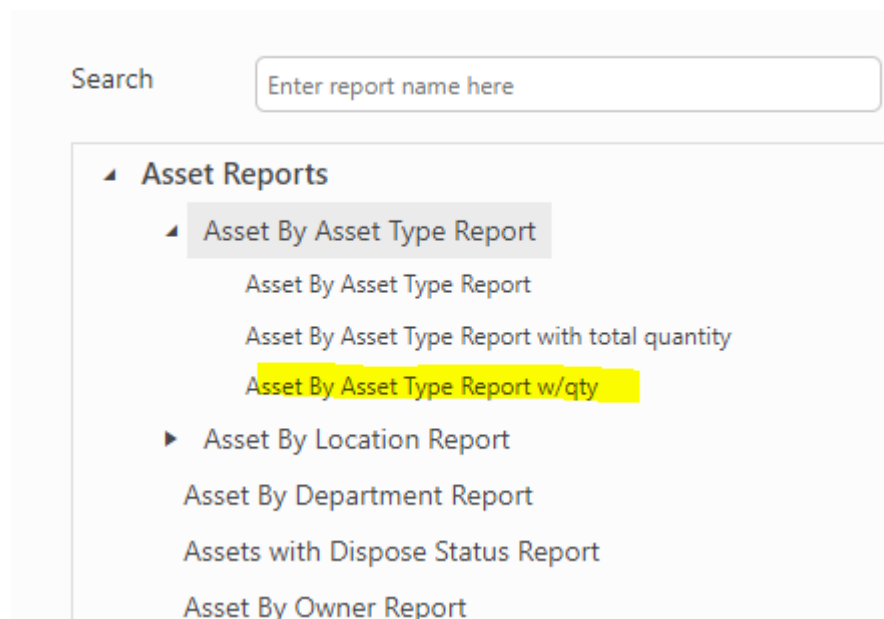 Search
Enter report name here
Asset Reports
Asset By Asset Type Report
Asset By Asset Type Report
Asset By Asset Type Report with total quantity
Asset By Asset Type Report w/qty
Asset By Location Report
Asset By Department Report
Assets with Dispose Status Report
Asset By Owner Report